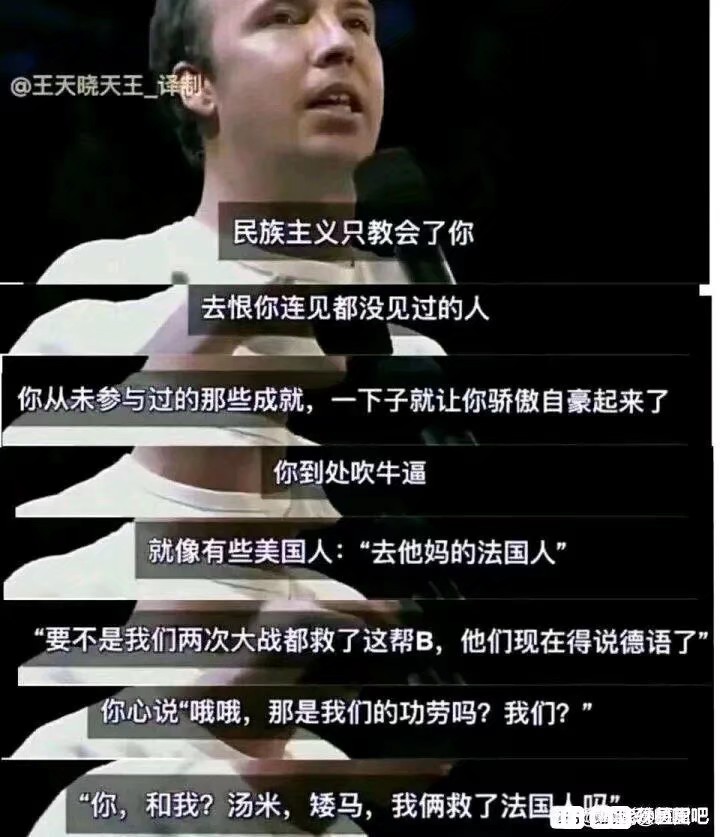 @王天晓天王_译制
民族主义只教会了你
去恨你连见都没见过的人
你从未参与过的那些成就，一下子就让你骄傲自豪起来了
你到处吹牛逼
就像有些美国人：“去他妈的法国人”
“要不是我们两次大战都救了这帮B，他们现在得说德语了”
你心说“哦哦，那是我们的功劳吗？我们？”
“你，和我？汤米，矮马，我俩救了法国人吗”